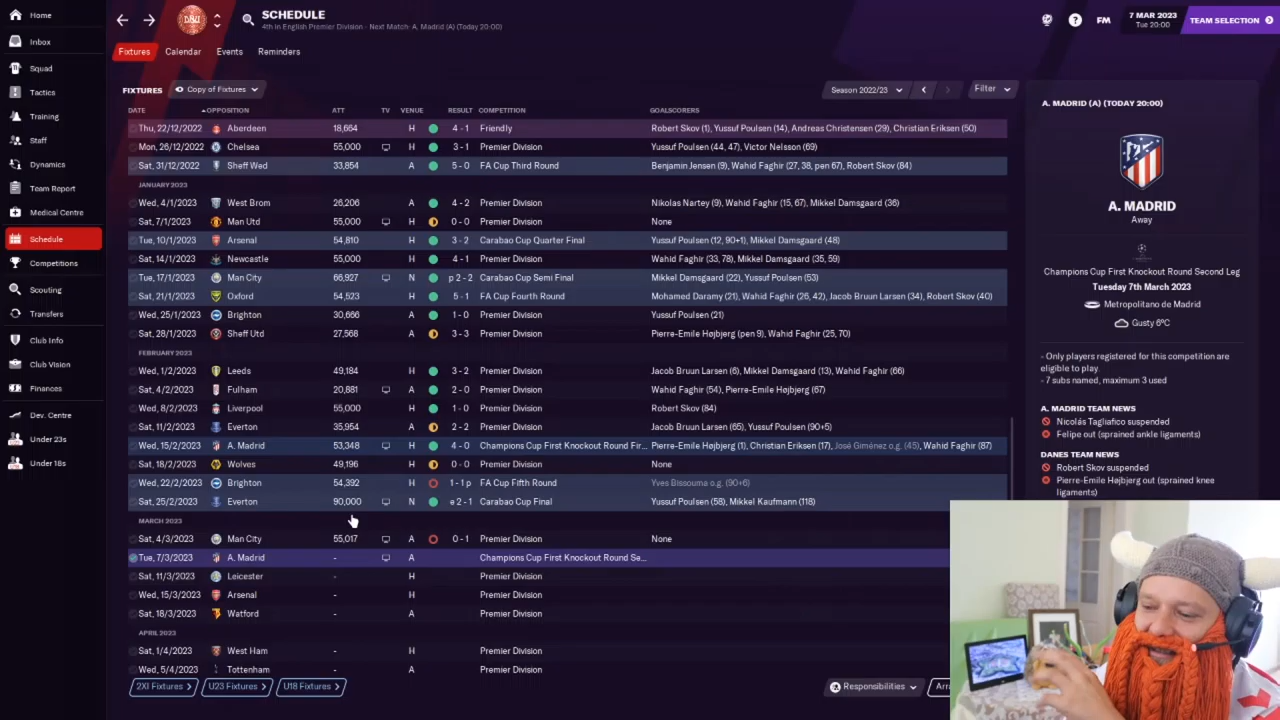 Home
Inbox
Squad
Tactics
Training
Staff
Dynamics
Team Report
Medical Centre
Schedule
Competitions
Scouting
Transfers
Club Info
Club Vision
Finances
Dev. Centre
Under 23s
Under 18s
DBU
SCHEDULE
4th in English Premier Division - Next Match- A. Madrid (A) (Today 20:00)
FM
7 MAR 2023
Tue 20:00
TEAM SELECTION
Fixtures Calendar Events Reminders
FIXTURES Copy of Fixtures Season 2022/23 Filter
DATE OPPOSITION ATT TV VENUE RESULT COMPETITION GOALSCORERS
Thu, 22/12/2022 Aberdeen 18,664 H 4 - 1 Friendly Robert Skov (1), Yussuf Poulsen (14), Andreas Christensen (29), Christian Eriksen (50)
Mon, 26/12/2022 Chelsea 55,000 H 3 - 1 Premier Division Yussuf Poulsen (44, 47), Victor Nelsson (69)
Sat, 31/12/2022 Sheff Wed 33,854 A 5 - 0 FA Cup Third Round Benjamin Jensen (9), Wahid Faghir (27, 38, pen 67), Robert Skov (84)
JANUARY 2023
Wed, 4/1/2023 West Brom 26,206 A 4 - 2 Premier Division Nikolas Nartey (9), Wahid Faghir (15, 67), Mikkel Damsgaard (36)
Sat, 7/1/2023 Man Utd 55,000 H 0 - 0 Premier Division None
Tue, 10/1/2023 Arsenal 54,810 H 3 - 2 Carabao Cup Quarter Final Yussuf Poulsen (12, 90+1), Mikkel Damsgaard (48)
Sat, 14/1/2023 Newcastle 55,000 H 4 - 1 Premier Division Wahid Faghir (33, 78), Mikkel Damsgaard (35, 59)
Tue, 17/1/2023 Man City 66,927 N p 2 - 2 Carabao Cup Semi Final Mikkel Damsgaard (22), Yussuf Poulsen (53)
Sat, 21/1/2023 Oxford 54,523 H 5 - 1 FA Cup Fourth Round Mohamed Daramy (21), Wahid Faghir (26, 42), Jacob Bruun Larsen (34), Robert Skov (40)
Wed, 25/1/2023 Brighton 30,666 A 1 - 0 Premier Division Yussuf Poulsen (21)
Sat, 28/1/2023 Sheff Utd 27,568 A 3 - 3 Premier Division Pierre-Emile Højbjerg (pen 9), Wahid Faghir (25, 70)
FEBRUARY 2023
Wed, 1/2/2023 Leeds 49,184 H 3 - 2 Premier Division Jacob Bruun Larsen (6), Mikkel Damsgaard (13), Wahid Faghir (66)
Sat, 4/2/2023 Fulham 20,881 A 2 - 0 Premier Division Wahid Faghir (54), Pierre-Emile Højbjerg (67)
Wed, 8/2/2023 Liverpool 55,000 H 1 - 0 Premier Division Robert Skov (84)
Sat, 11/2/2023 Everton 35,954 A 2 - 2 Premier Division Jacob Bruun Larsen (65), Yussuf Poulsen (90+5)
Wed, 15/2/2023 A. Madrid 53,348 H 4 - 0 Champions Cup First Knockout Round Fir... Pierre-Emile Højbjerg (1), Christian Eriksen (17), José Giménez o.g. (45), Wahid Faghir (87)
Sat, 18/2/2023 Wolves 49,196 H 0 - 0 Premier Division None
Wed, 22/2/2023 Brighton 54,392 H 1 - 1 p FA Cup Fifth Round Yves Bissouma o.g. (90+6)
Sat, 25/2/2023 Everton 90,000 N e 2 - 1 Carabao Cup Final Yussuf Poulsen (58), Mikkel Kaufmann (118)
MARCH 2023
Sat, 4/3/2023 Man City 55,017 A 0 - 1 Premier Division None
Tue, 7/3/2023 A. Madrid - A Champions Cup First Knockout Round Se...
Sat, 11/3/2023 Leicester - H Premier Division
Wed, 15/3/2023 Arsenal - H Premier Division
Sat, 18/3/2023 Watford - A Premier Division
APRIL 2023
Sat, 1/4/2023 West Ham - H Premier Division
Wed, 5/4/2023 Tottenham - A Premier Division
2XI Fixtures U23 Fixtures U18 Fixtures Responsibilities Arr
A. MADRID (A) (TODAY 20:00)
A. MADRID
Away
Champions Cup First Knockout Round Second Leg
Tuesday 7th March 2023
Metropolitano de Madrid
Gusty 6°C
- Only players registered for this competition are
eligible to play.
- 7 subs named, maximum 3 used
A. MADRID TEAM NEWS
Nicolás Tagliafico suspended
Felipe out (sprained ankle ligaments)
DANES TEAM NEWS
Robert Skov suspended
Pierre-Emile Højbjerg out (sprained knee
ligaments)